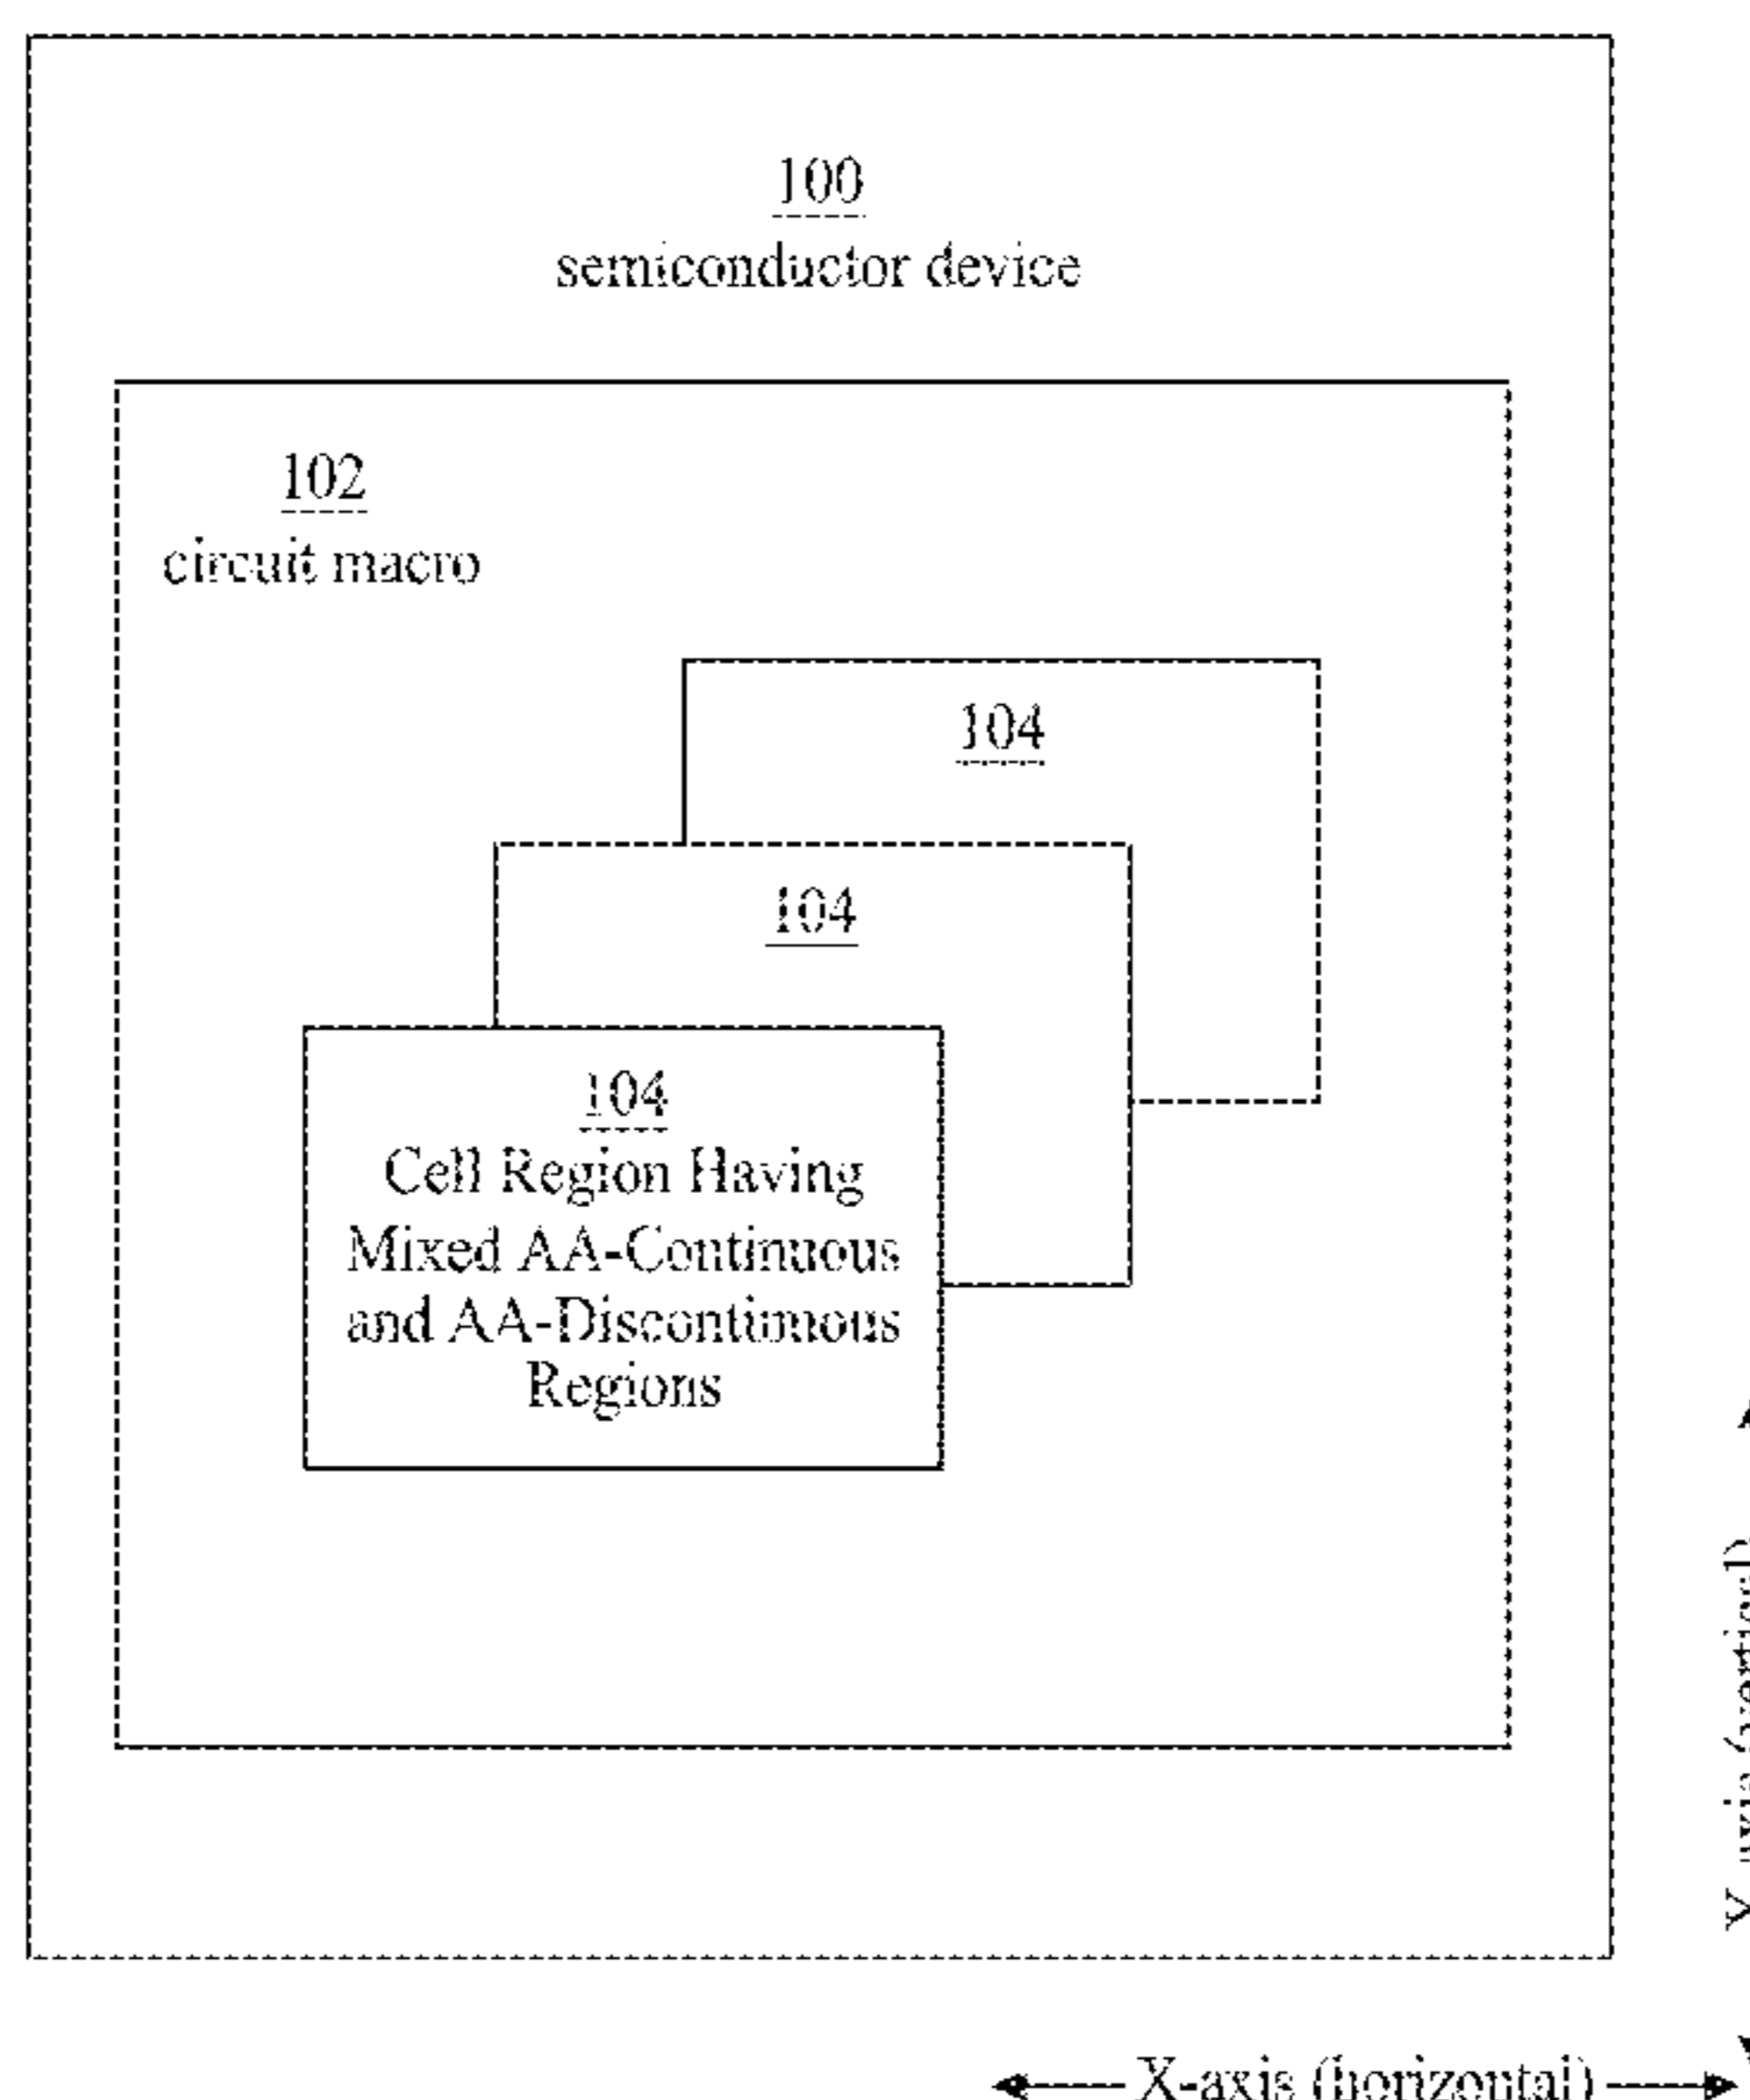 100
semiconductor device
102
circuit macro
104
104
104
Cell Region Having
Mixed AA-Continuous
and AA-Discontinuous
Regions
X-axis (horizontal)